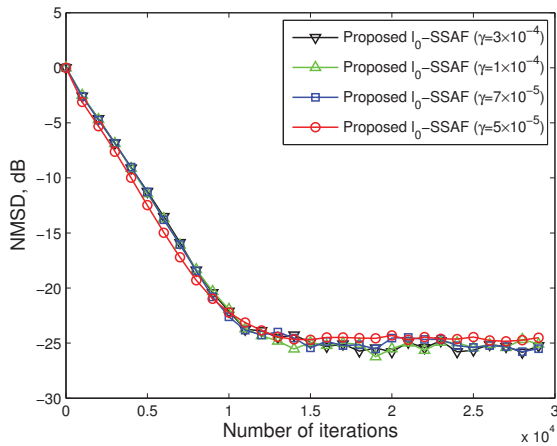 5
0
−5
−10
−15
−20
−25
−30
NMSD, dB
0
0.5
1
1.5
2
2.5
3
x 10⁴
Number of iterations
Proposed l₀−SSAF (γ=3×10⁻⁴)
Proposed l₀−SSAF (γ=1×10⁻⁴)
Proposed l₀−SSAF (γ=7×10⁻⁵)
Proposed l₀−SSAF (γ=5×10⁻⁵)